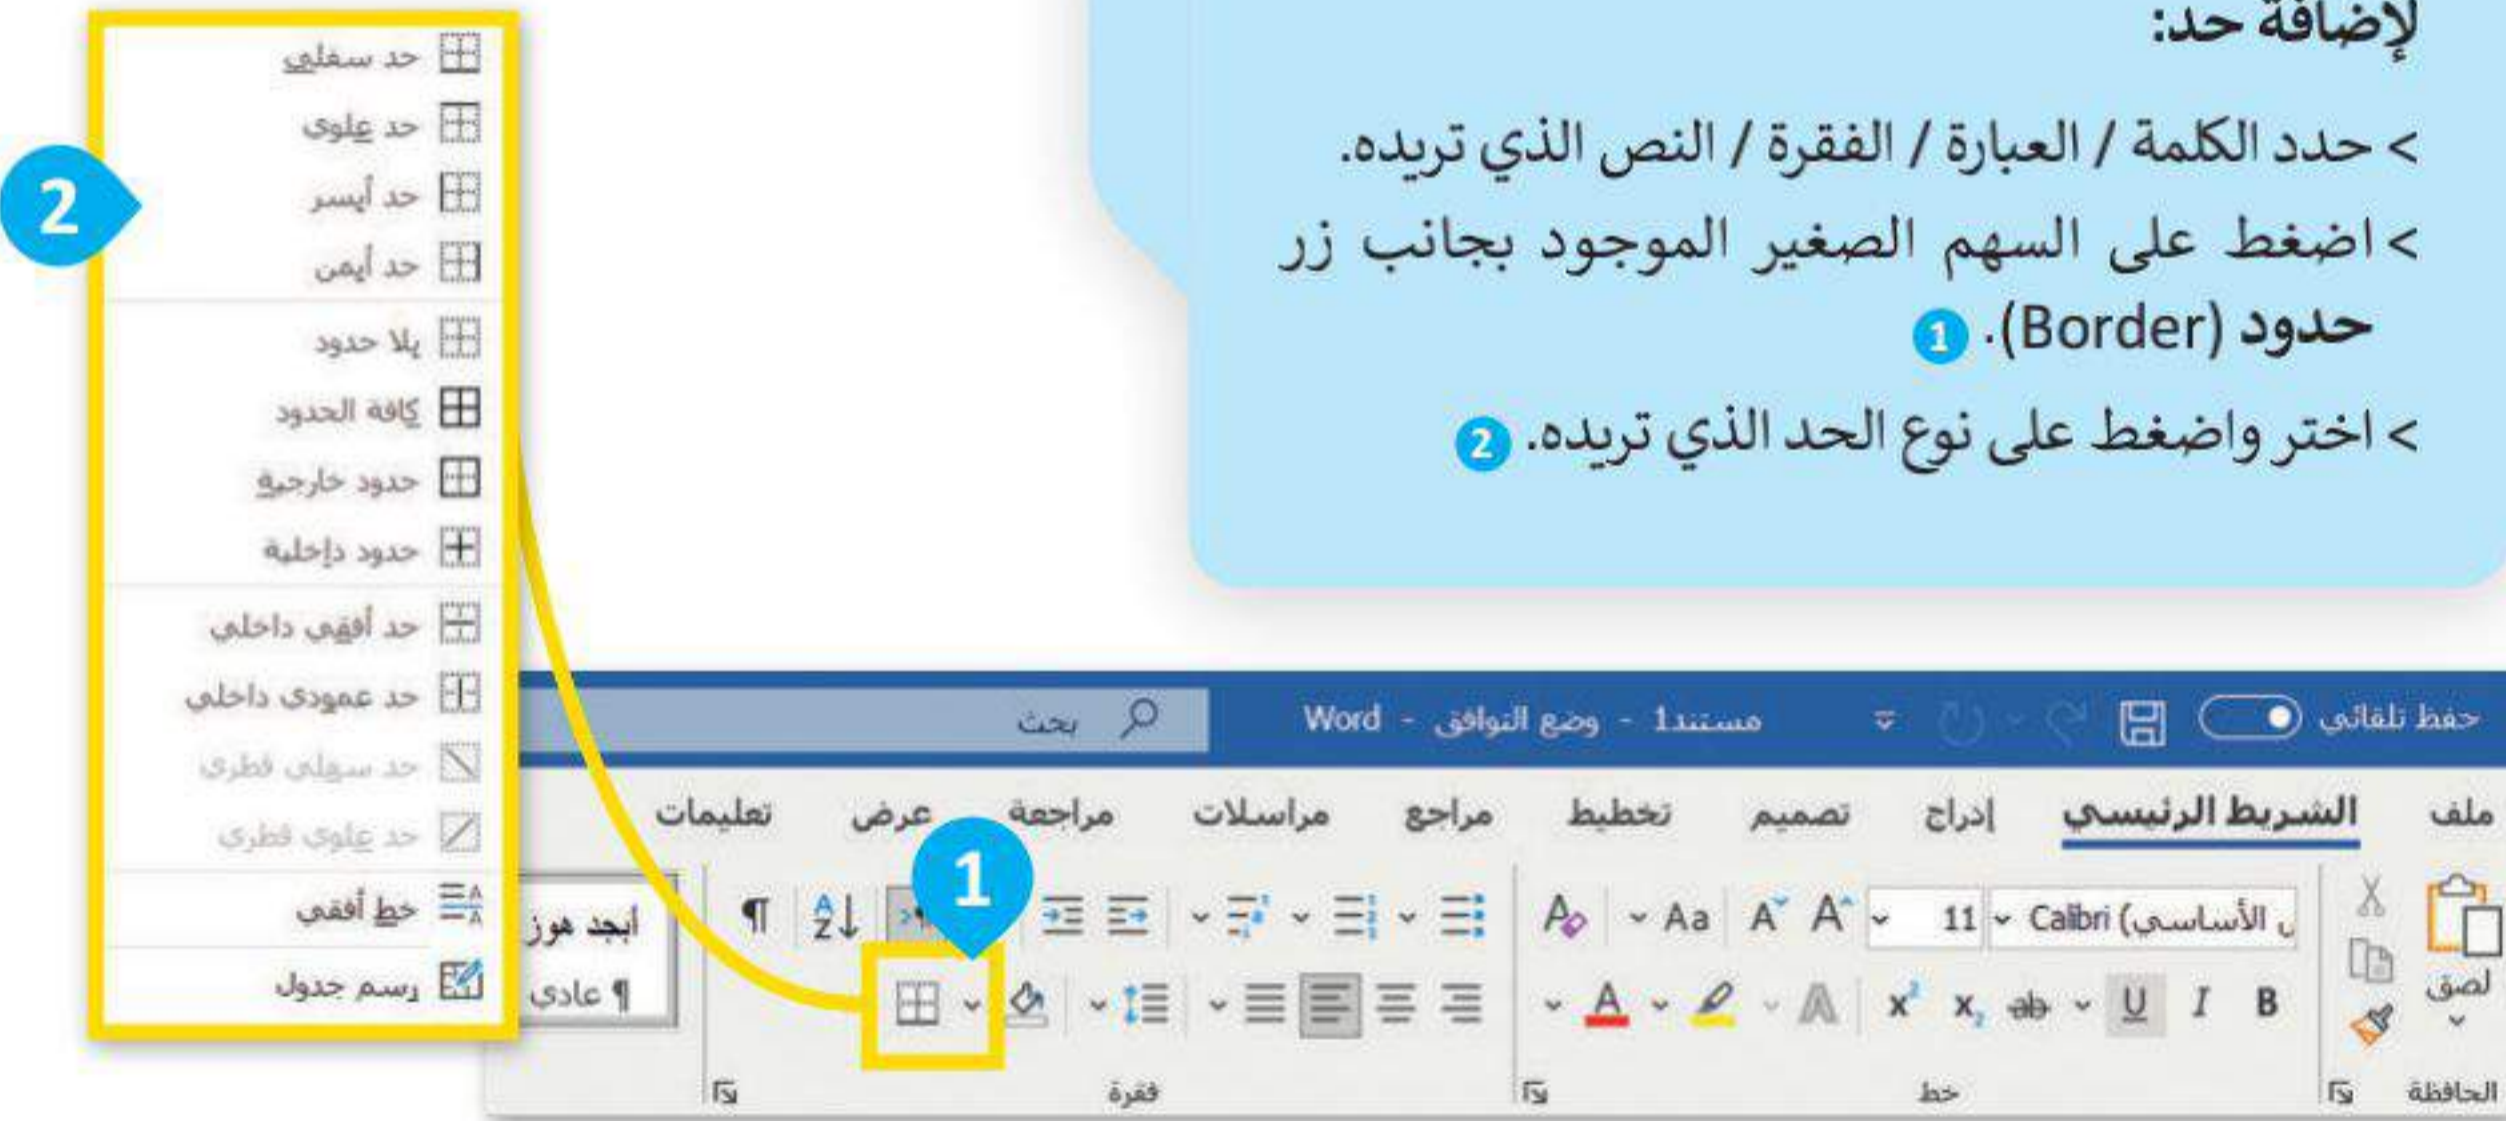 لإضافة حد:
> حدد الكلمة / العبارة / الفقرة / النص الذي تريده.
> اضغط على السهم الصغير الموجود بجانب زر
حدود (Border). 1
> اختر واضغط على نوع الحد الذي تريده. 2
2
حد سفلي
حد علوي
حد أيسر
حد أيمن
بلا حدود
كافة الحدود
حدود خارجية
حدود داخلية
حد أفقي داخلي
حد عمودي داخلي
حد سفلي قطري
حد علوي قطري
خط أفقي
رسم جدول
حفظ تلقائي
مستند1 - وضع التوافق - Word
بحث
ملف الشريط الرئيسي إدراج تصميم تخطيط مراجع مراسلات مراجعة عرض تعليمات
1
Calibri (الأساسي 11
Aa
أبجد هوز
لصق
B I U ab x₂ x² A A
¶ عادي
الحافظة خط فقرة